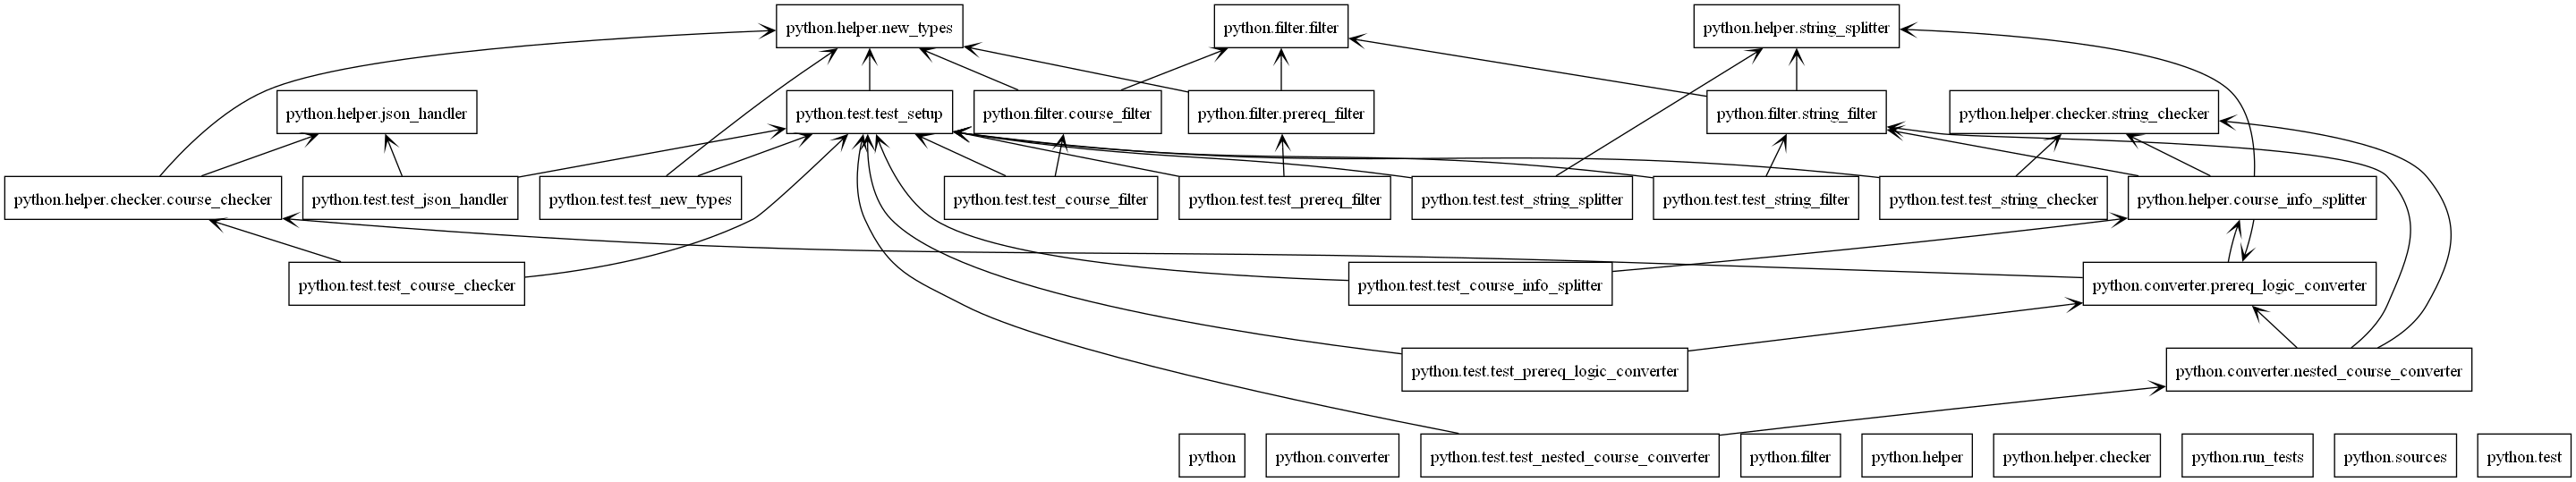 python.helper.new_types
python.filter.filter
python.helper.string_splitter
python.helper.json_handler
python.test.test_setup
python.filter.course_filter
python.filter.prereq_filter
python.filter.string_filter
python.helper.checker.string_checker
python.helper.checker.course_checker
python.test.test_json_handler
python.test.test_new_types
python.test.test_course_filter
python.test.test_prereq_filter
python.test.test_string_splitter
python.test.test_string_filter
python.test.test_string_checker
python.helper.course_info_splitter
python.test.test_course_checker
python.test.test_course_info_splitter
python.converter.prereq_logic_converter
python.test.test_prereq_logic_converter
python.converter.nested_course_converter
python
python.converter
python.test.test_nested_course_converter
python.filter
python.helper
python.helper.checker
python.run_tests
python.sources
python.test